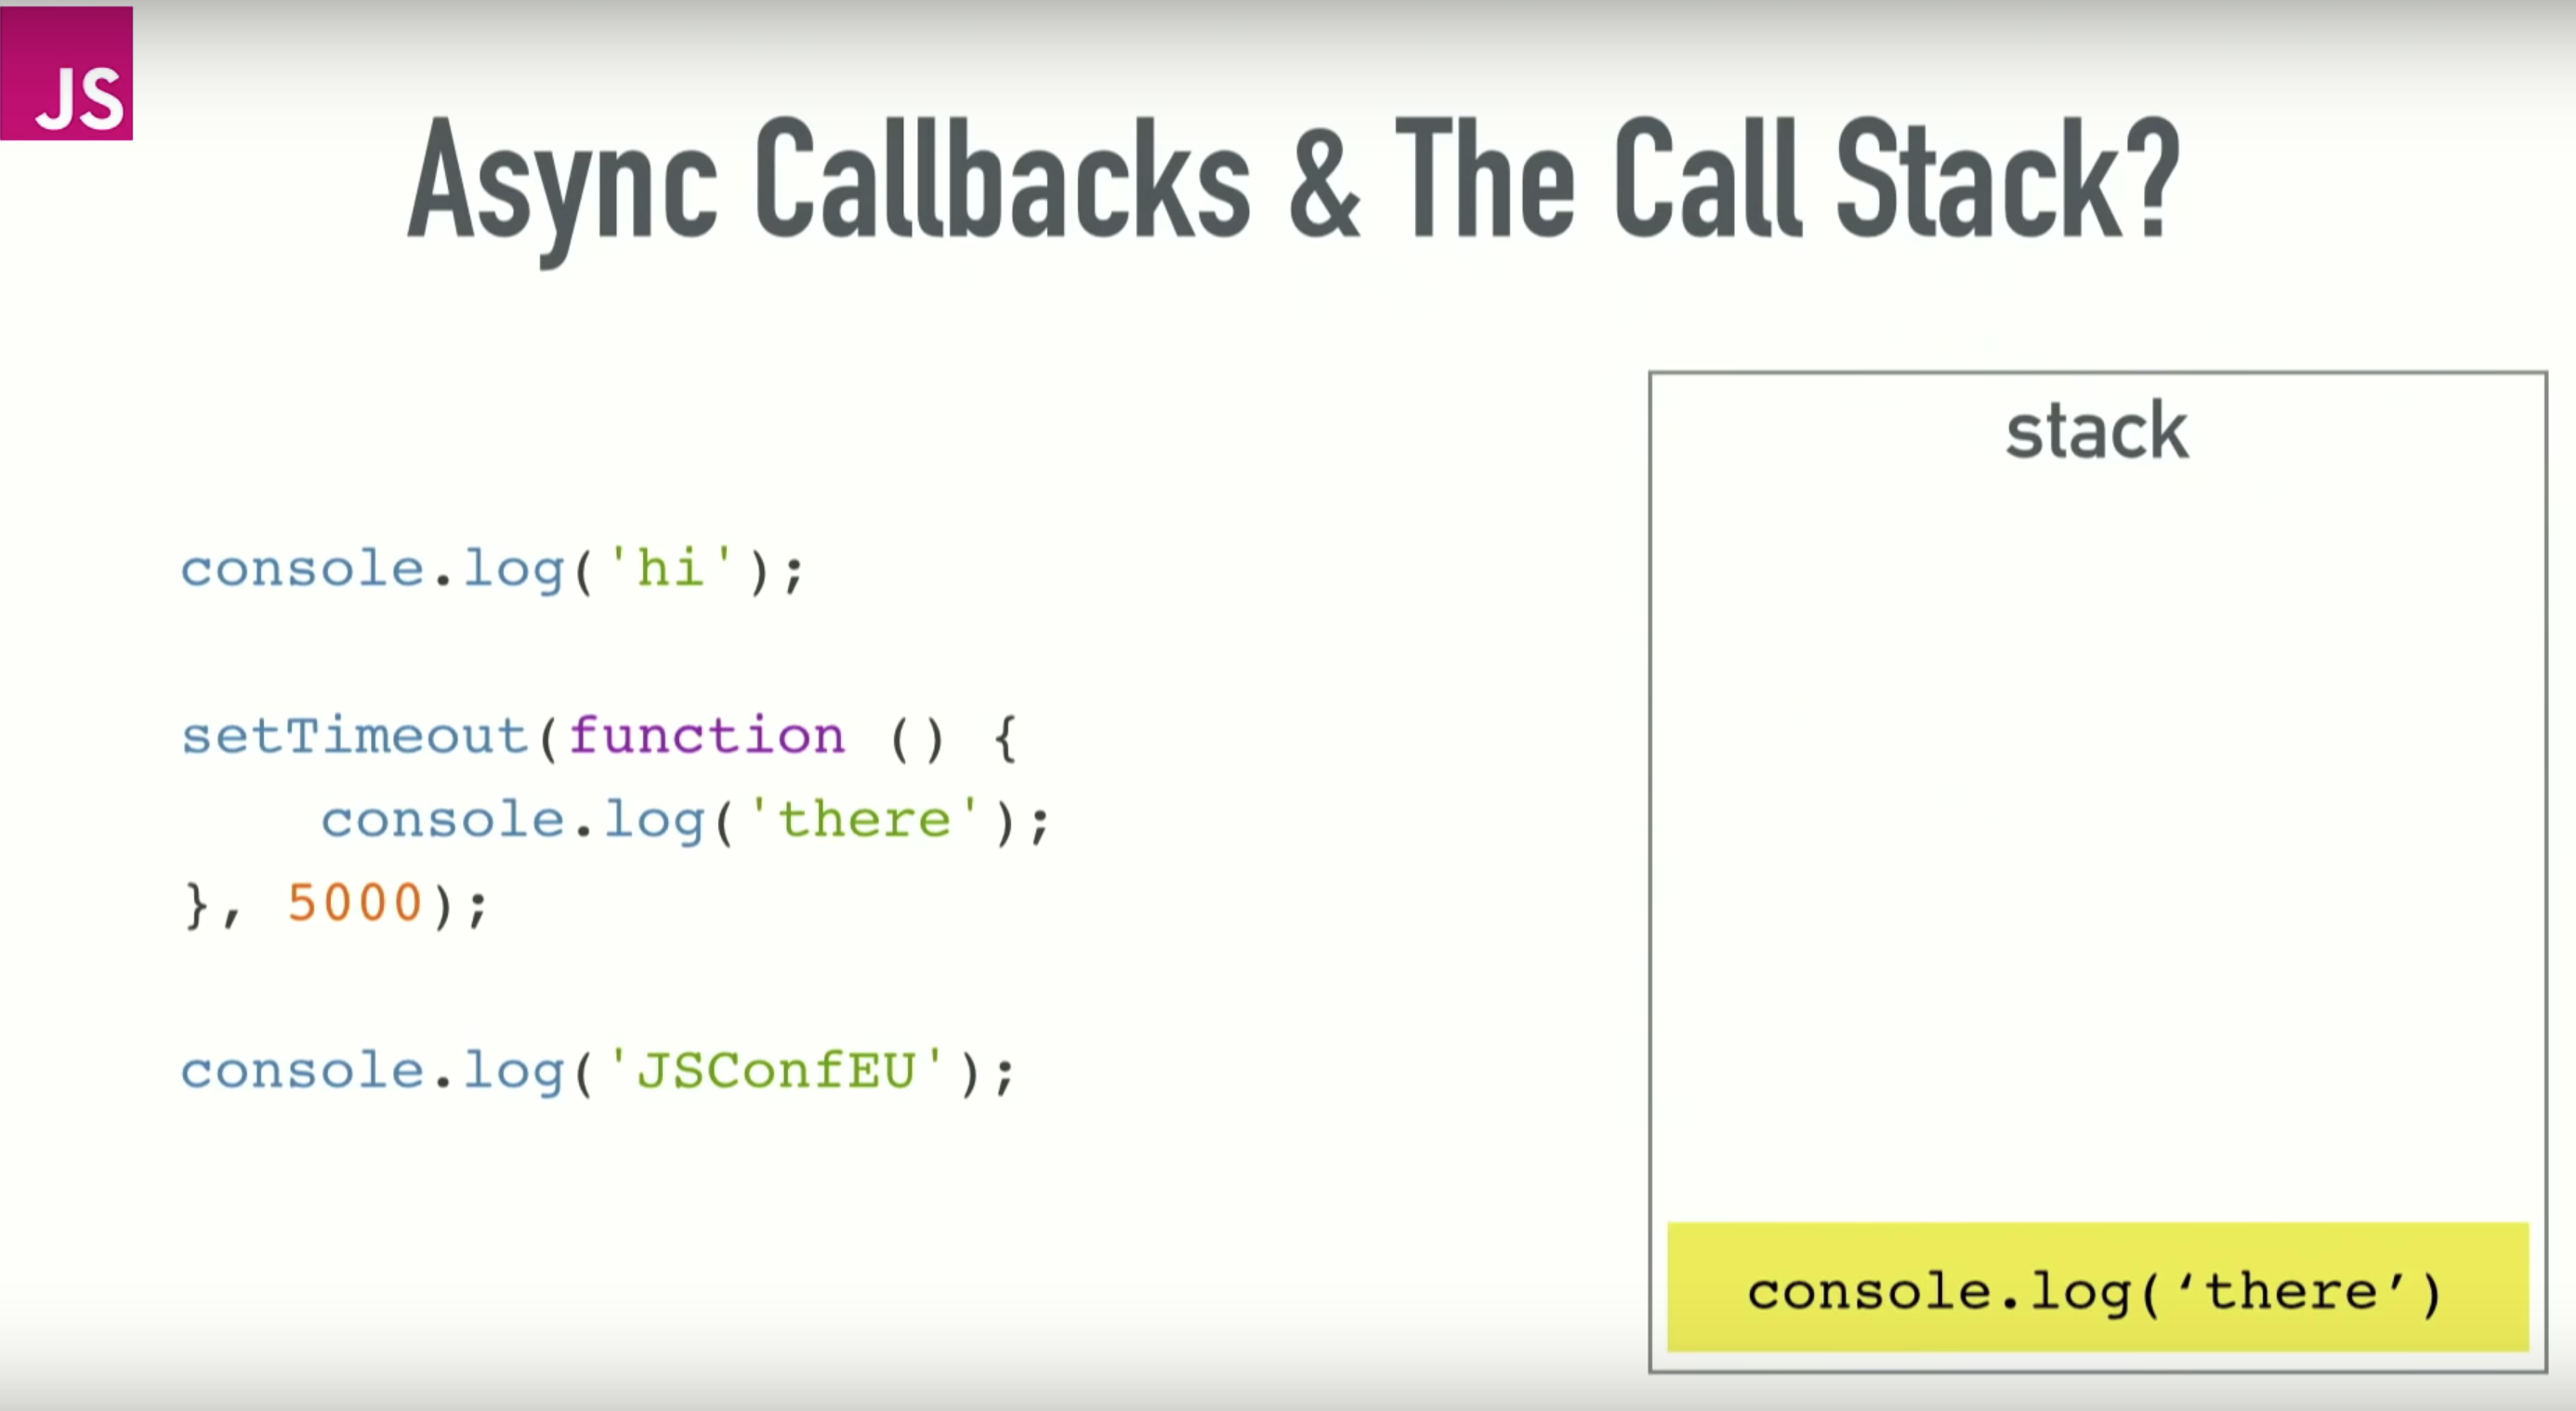 JS
Async Callbacks & The Call Stack?
stack
console.log('hi');
setTimeout(function () {
    console.log('there');
}, 5000);
console.log('JSConfEU');
console.log(‘there’)